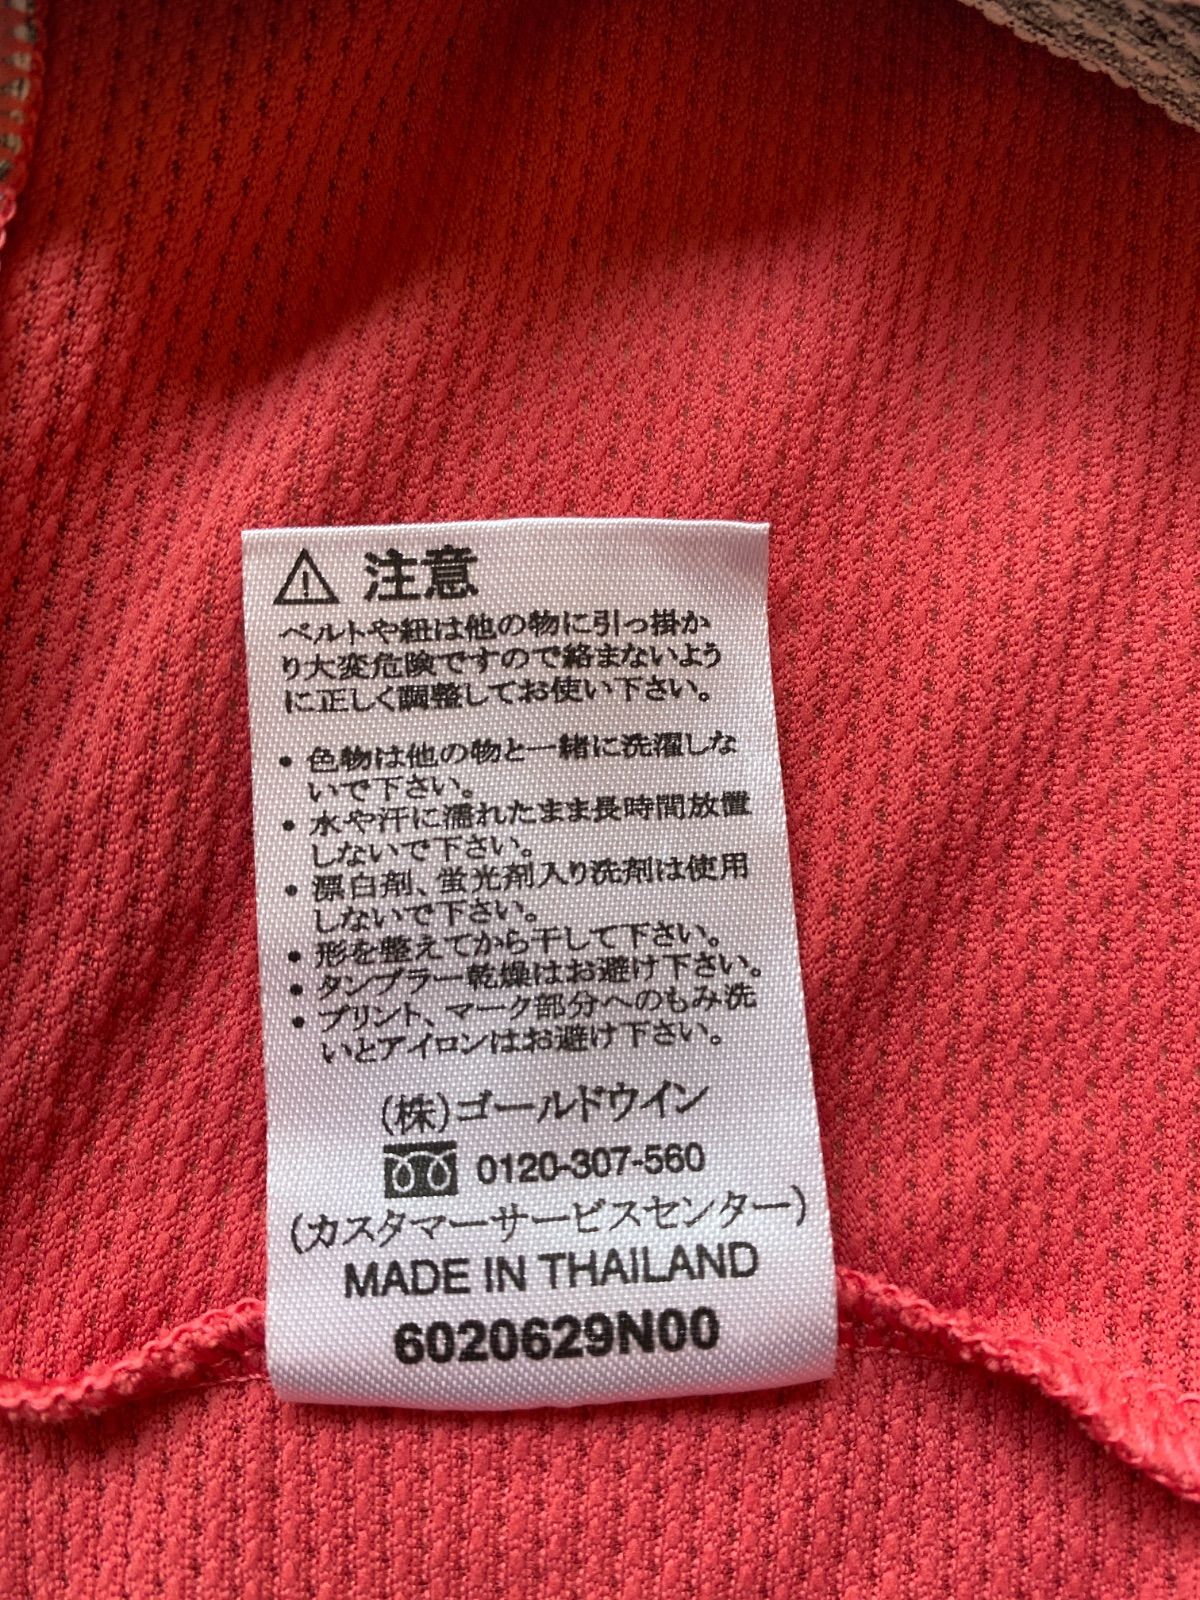 ⚠ 注意
ベルトや紐は他の物に引っ掛か
り大変危険ですので絡まないよう
に正しく調整してお使い下さい。
• 色物は他の物と一緒に洗濯しな
いで下さい。
• 水や汗に濡れたまま長時間放置
しないで下さい。
• 漂白剤、蛍光剤入り洗剤は使用
しないで下さい。
• 形を整えてから干して下さい。
• タンブラー乾燥はお避け下さい。
• プリント、マーク部分へのもみ洗
いとアイロンはお避け下さい。
(株)ゴールドウイン
0120-307-560
(カスタマーサービスセンター)
MADE IN THAILAND
6020629N00